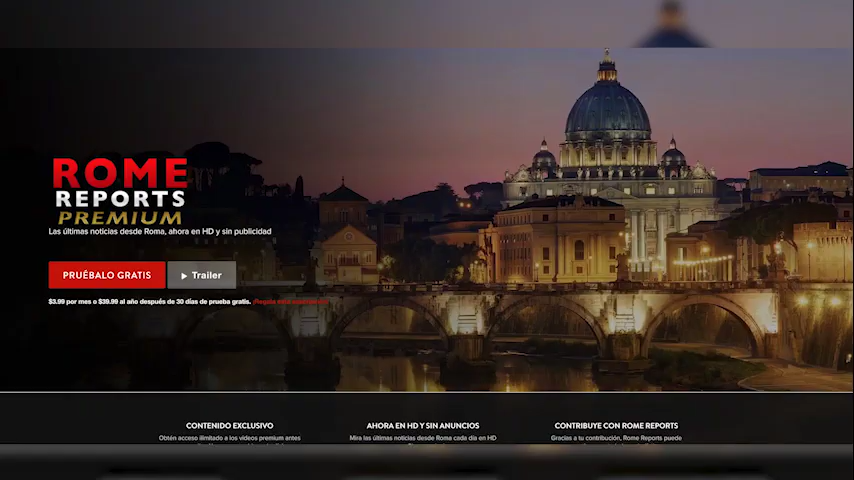 ROME
REPORTS
PREMIUM
Las últimas noticias desde Roma, ahora en HD y sin publicidad
PRUÉBALO GRATIS
Trailer
$3.99 por mes o $39.99 al año después de 30 días de prueba gratis.
CONTENIDO EXCLUSIVO
AHORA EN HD Y SIN ANUNCIOS
CONTRIBUYE CON ROME REPORTS
Obtén acceso ilimitado a los videos premium antes
Mira las últimas noticias desde Roma cada día en HD
Gracias a tu contribución, Rome Reports puede